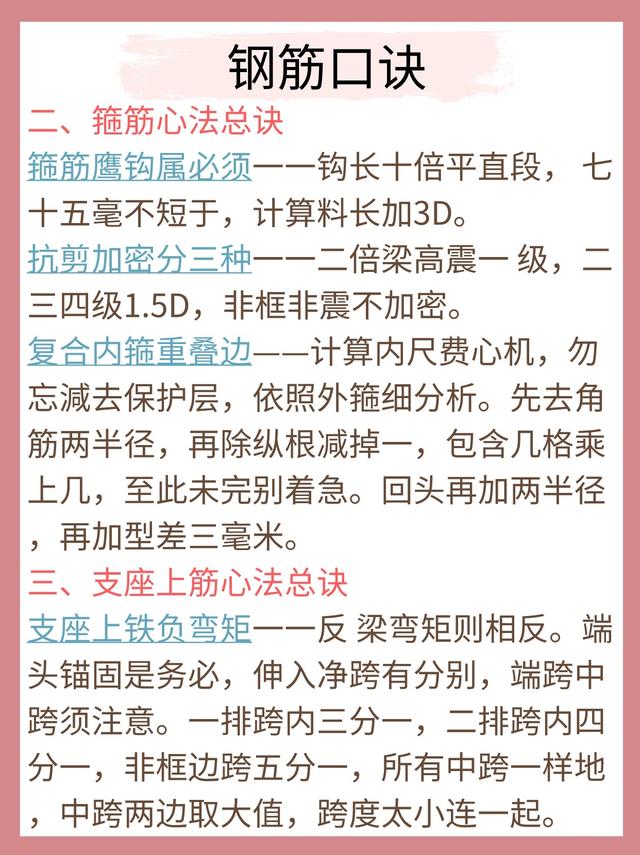 钢筋口诀
二、箍筋心法总诀
箍筋鹰钩属必须一一钩长十倍平直段， 七
十五毫不短于，计算料长加3D。
抗剪加密分三种一一二倍梁高震一 级，二
三四级1.5D，非框非震不加密。
复合内箍重叠边——计算内尺费心机，勿
忘減去保护层，依照外箍细分析。先去角
筋两半径，再除纵根减掉一，包含几格乘
上几，至此未完别着急。回头再加两半径
，再加型差三毫米。
三、支座上筋心法总诀
支座上铁负弯矩一一反 梁弯矩则相反。端
头锚固是务必，伸入净跨有分别，端跨中
跨须注意。一排跨内三分一，二排跨内四
分一，非框边跨五分一，所有中跨一样地
，中跨两边取大值，跨度太小连一起。